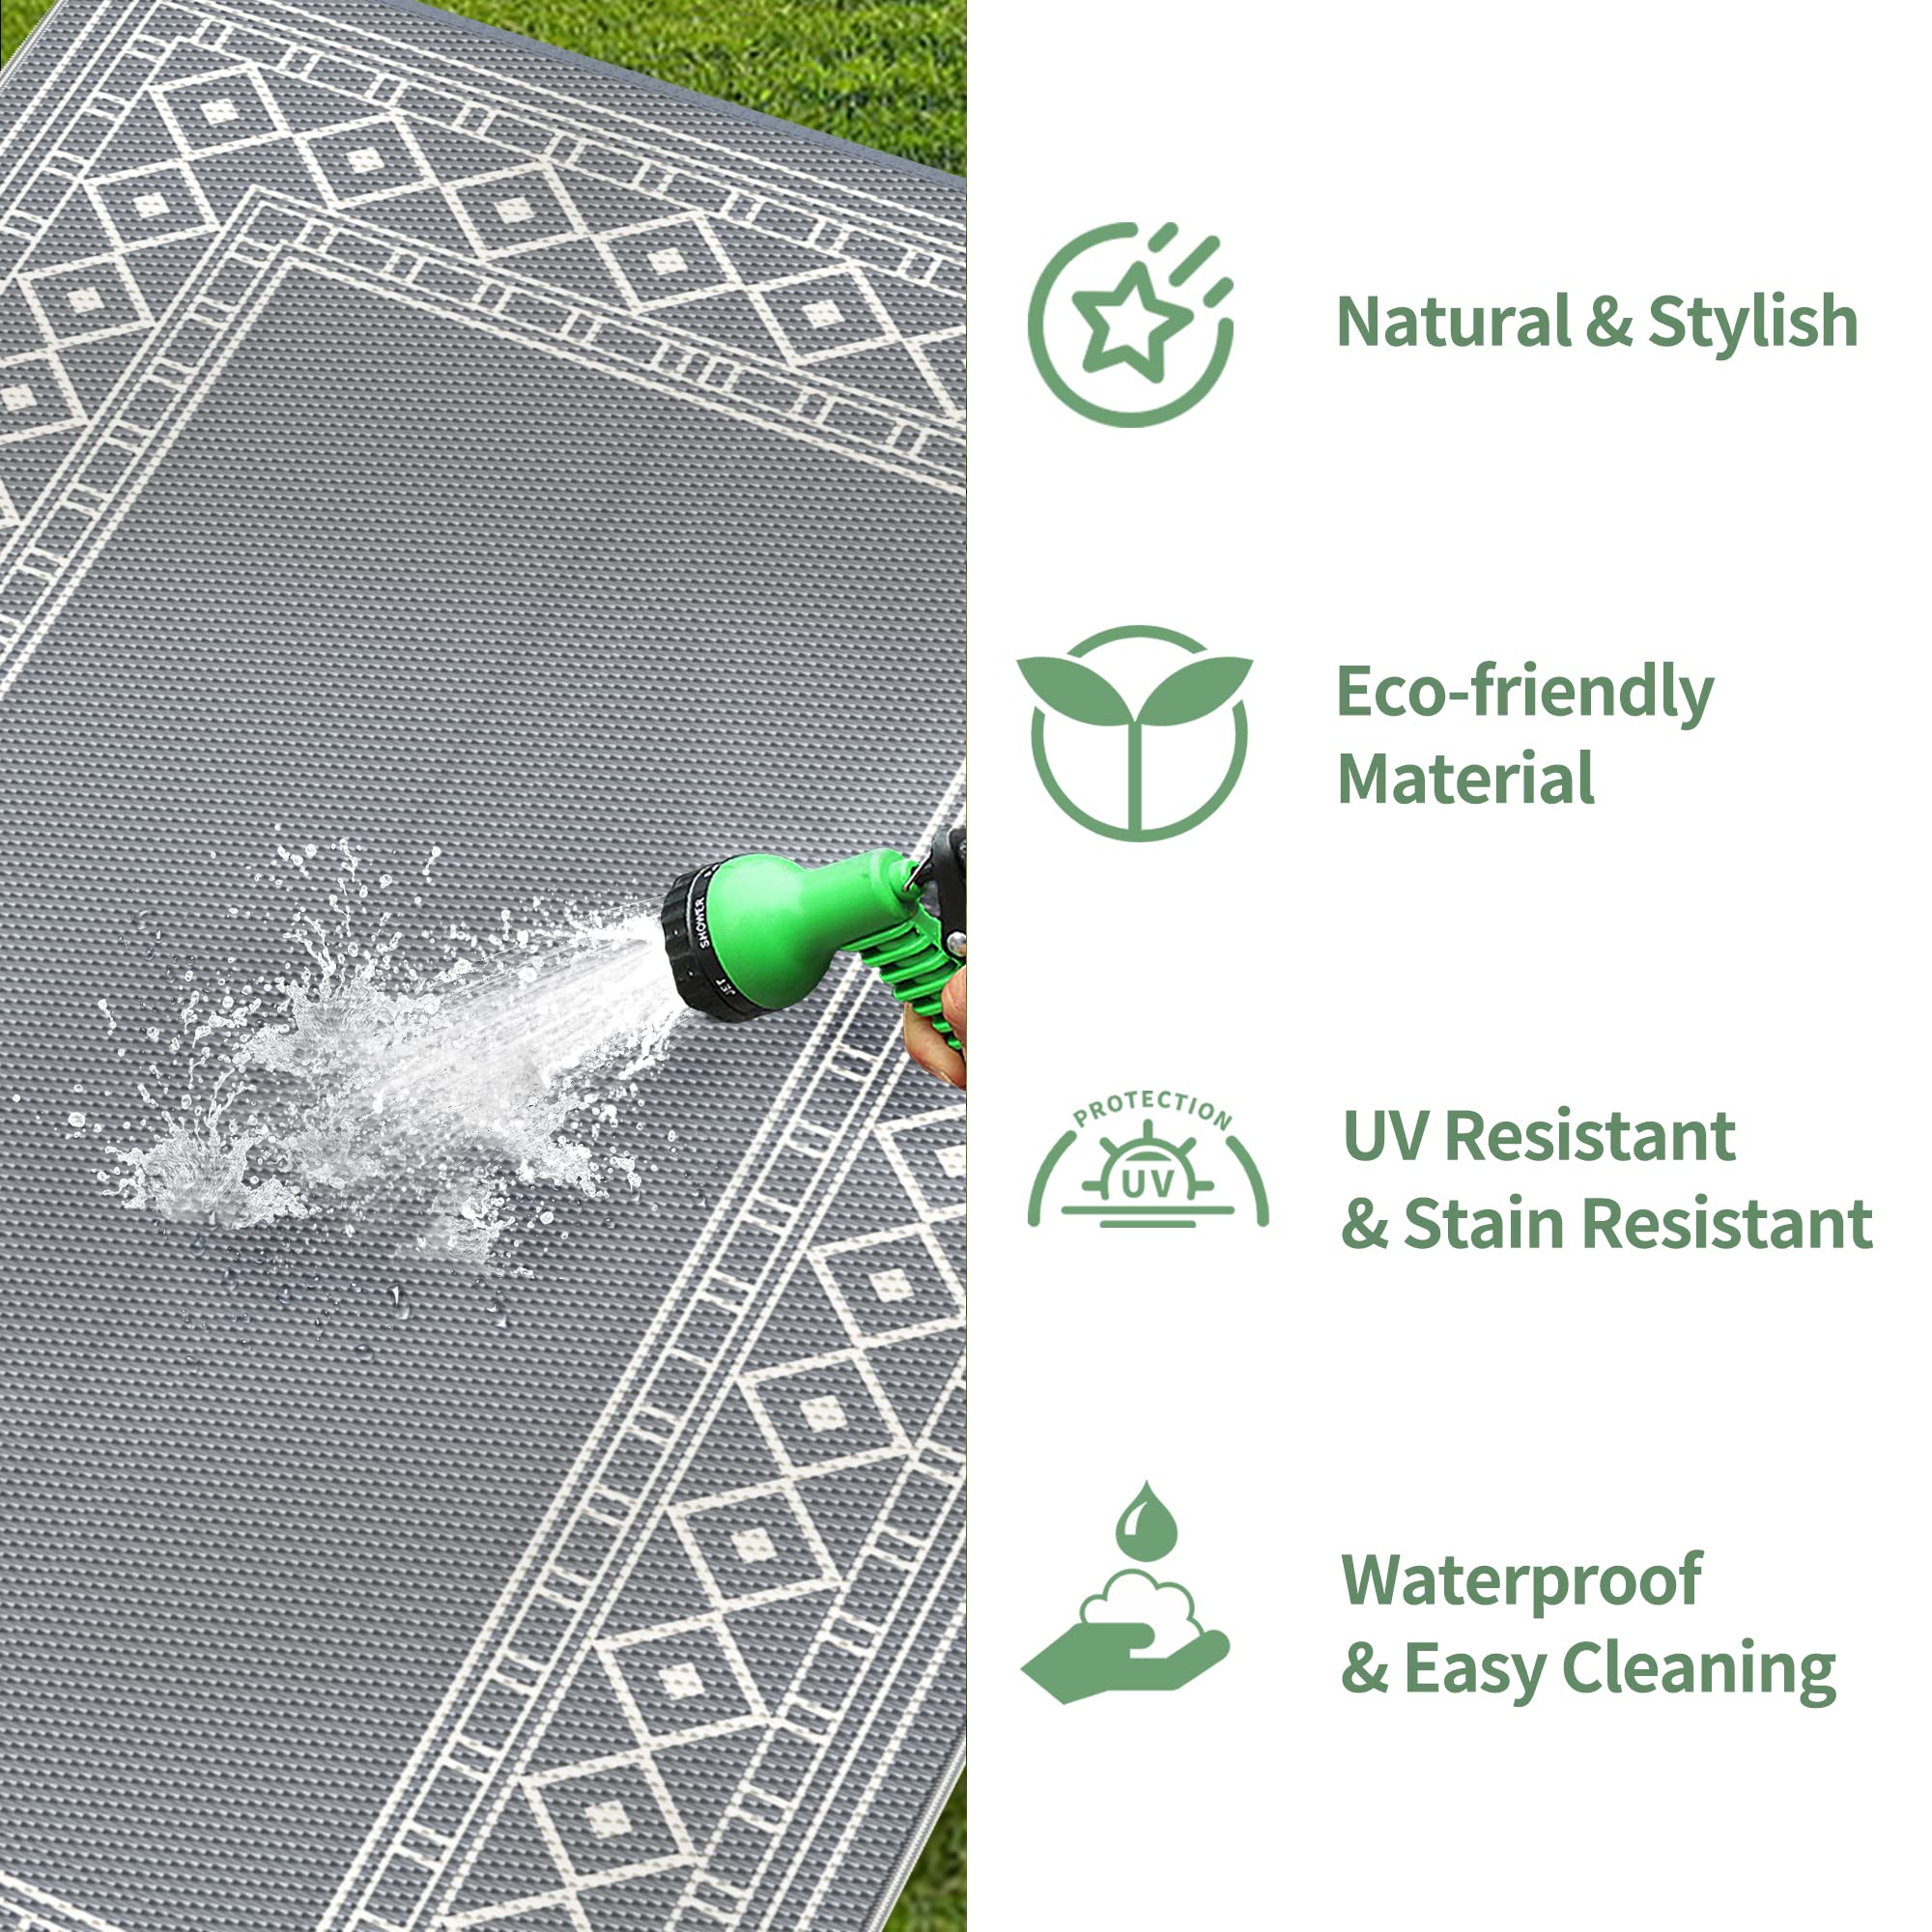 Natural & Stylish
Eco-friendly
Material
PROTECTION
UV
UV Resistant
& Stain Resistant
Waterproof
& Easy Cleaning
SHOWER
JET